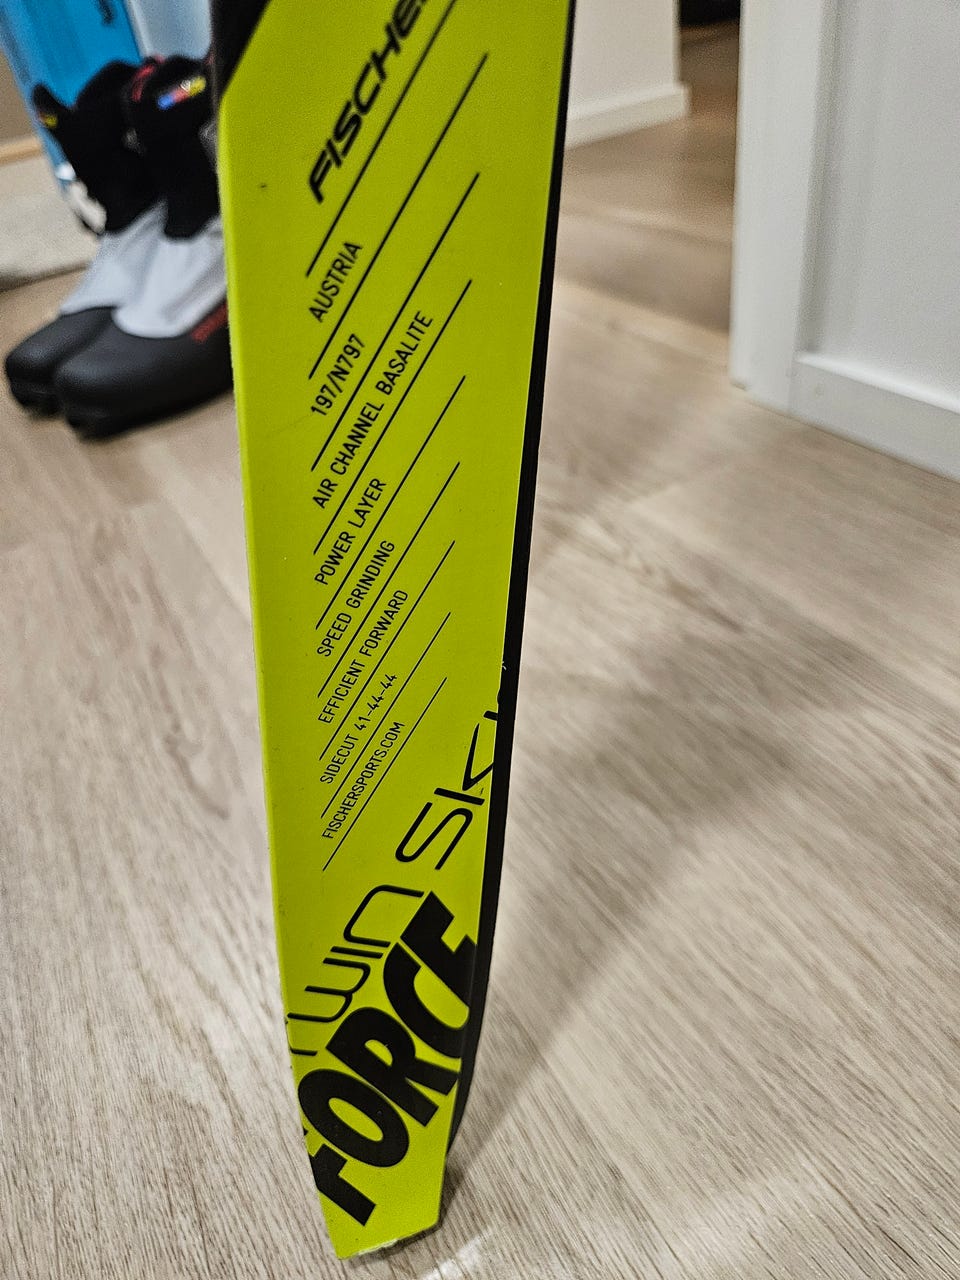 FISCHER
AUSTRIA
197/N797
AIR CHANNEL BASALITE
POWER LAYER
SPEED GRINDING
EFFICIENT FORWARD
SIDECUT 41-44-44
FISCHERSPORTS.COM
TWIN SKIN
FORCE